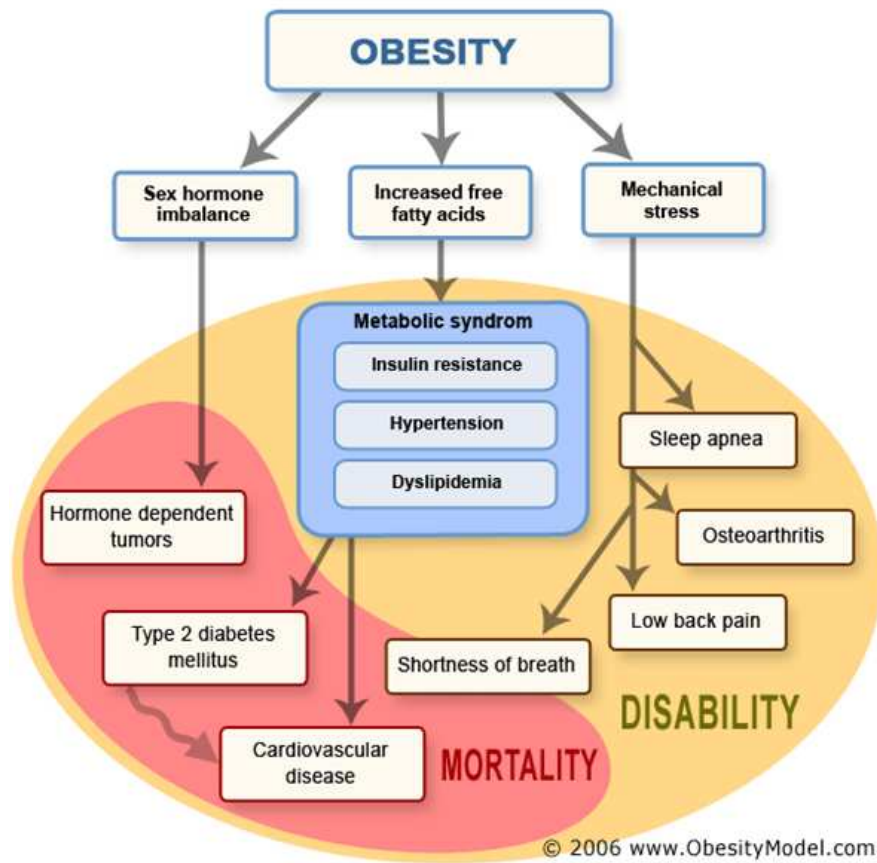 OBESITY
Sex hormone
imbalance
Increased free
fatty acids
Mechanical
stress
Metabolic syndrom
Insulin resistance
Hypertension
Dyslipidemia
Sleep apnea
Hormone dependent
tumors
Osteoarthritis
Type 2 diabetes
mellitus
Low back pain
Shortness of breath
DISABILITY
Cardiovascular
disease
MORTALITY
© 2006 www.ObesityModel.com